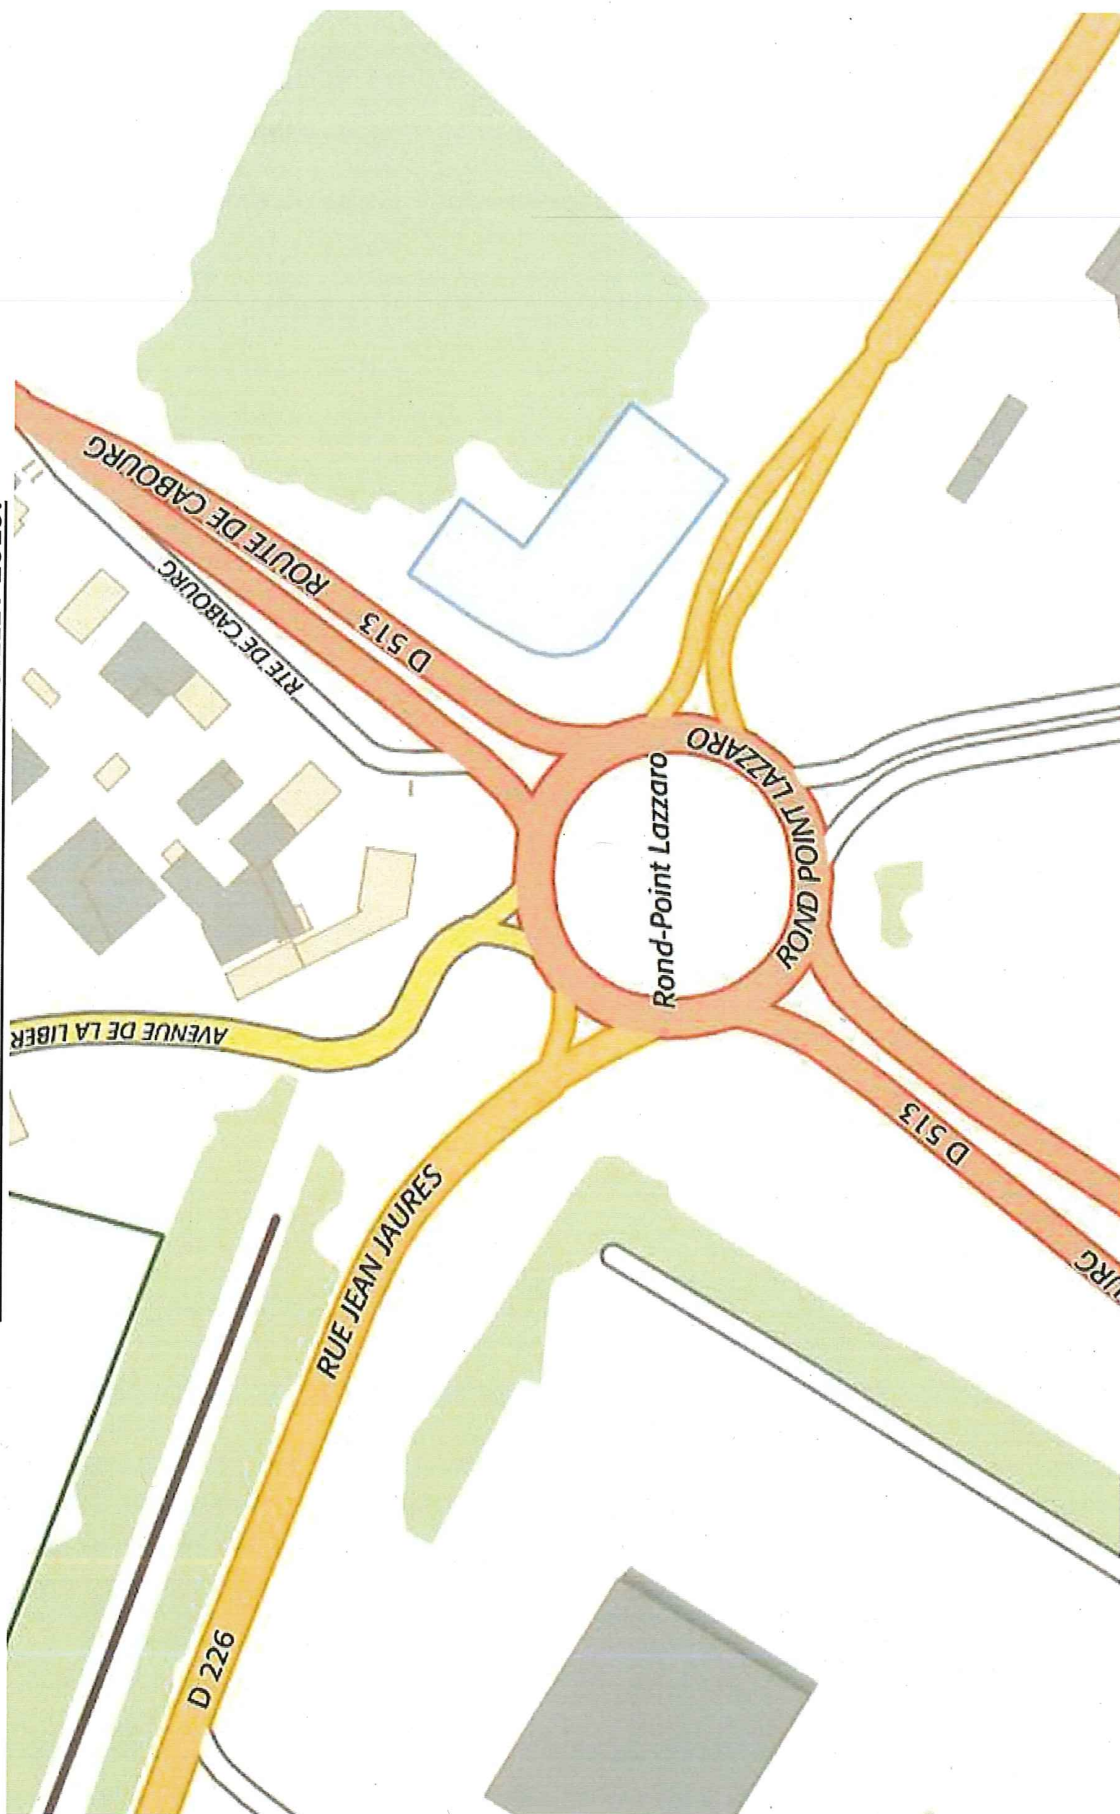 ROUTE DE CABOURG
D 513
RTE DE CABOURG
ROND POINT LAZZARO
Rond-Point Lazzaro
AVENUE DE LA LIBER
D 513
OURG
RUE JEAN JAURES
D 226